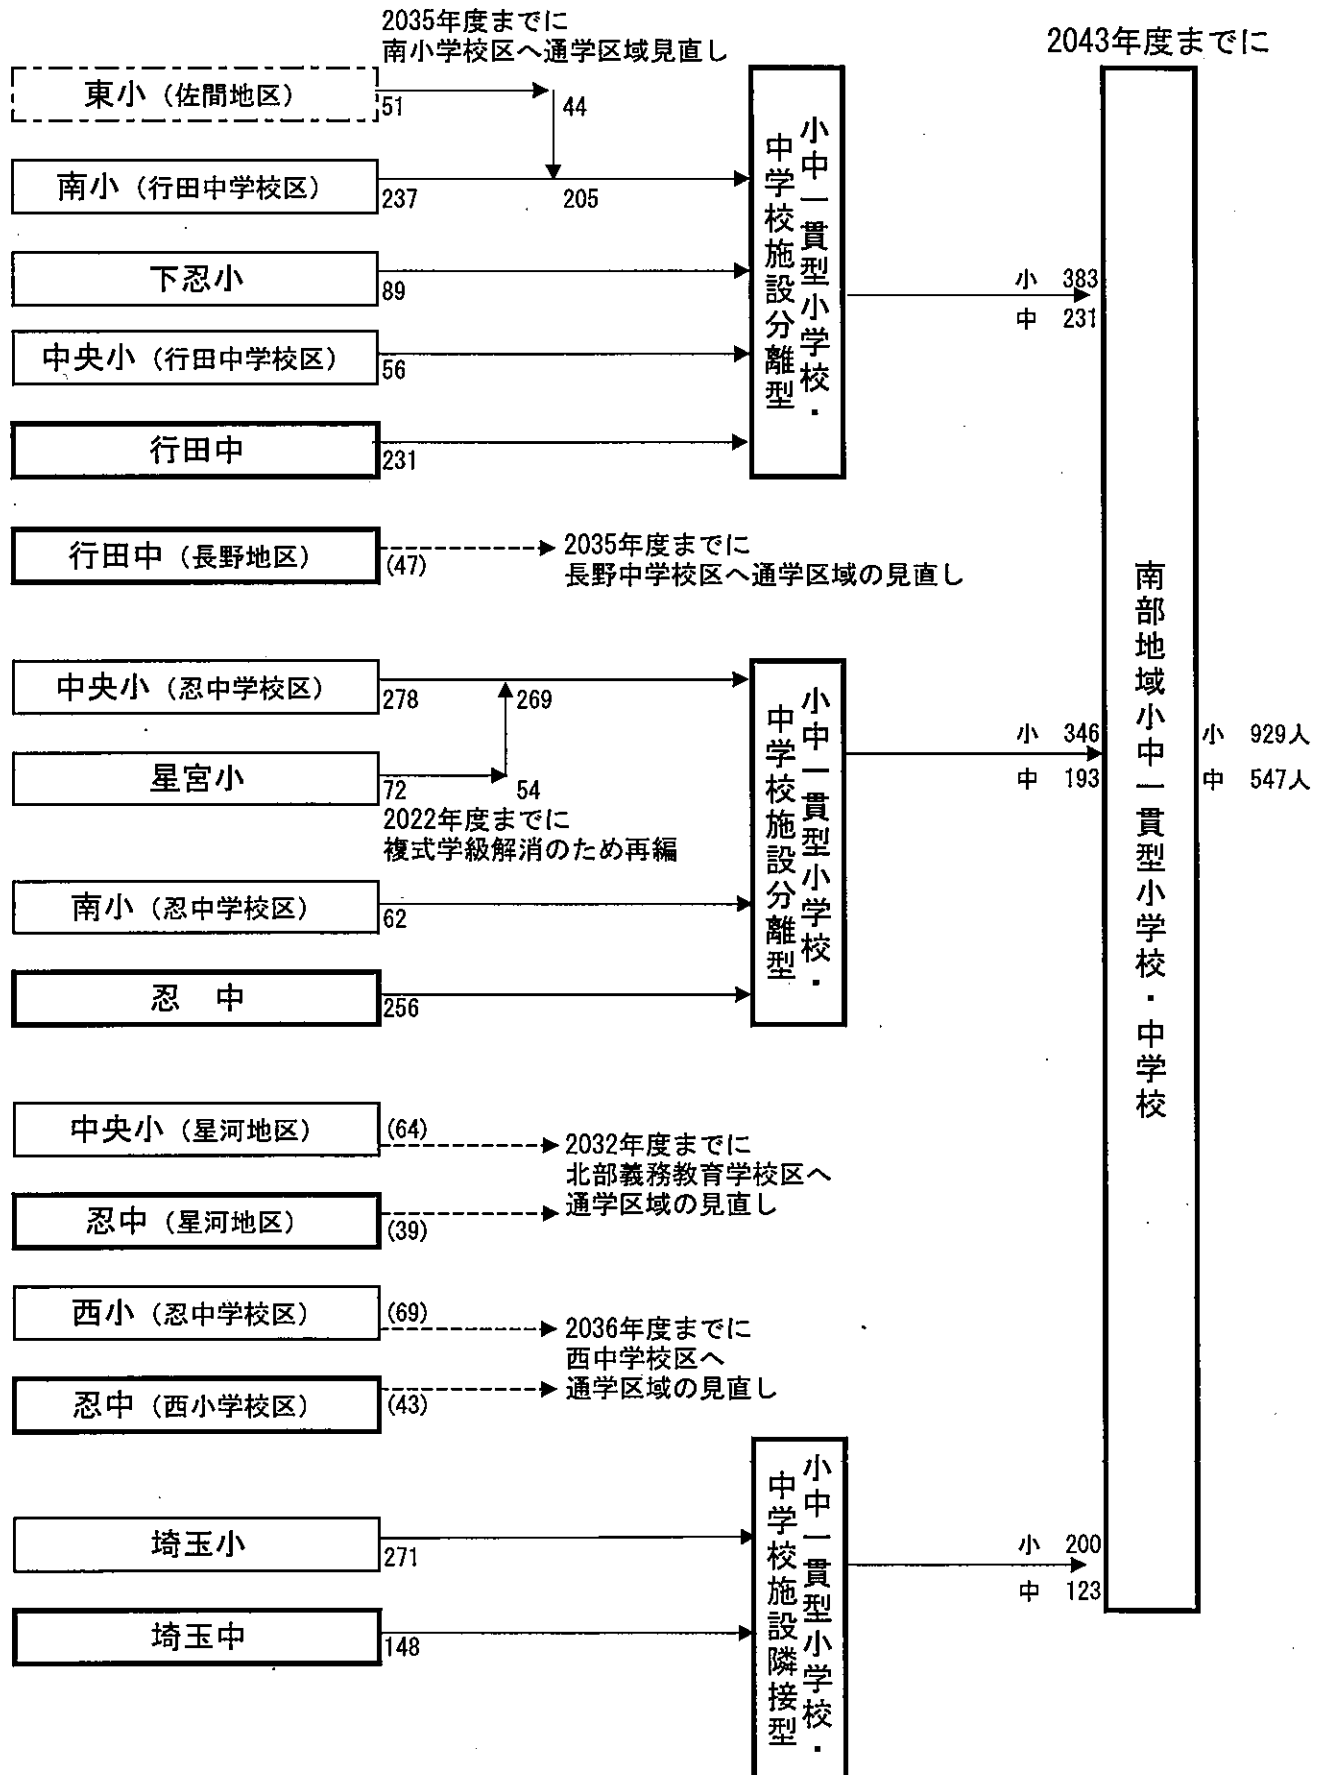 2035年度までに
南小学校区へ通学区域見直し
2043年度までに
東小（佐間地区）
51
44
南小（行田中学校区）
237
205
下忍小
89
中央小（行田中学校区）
56
行田中
231
小中一貫型小学校・
中学校施設分離型
小 383
中 231
行田中（長野地区）
(47)
2035年度までに
長野中学校区へ通学区域の見直し
中央小（忍中学校区）
278
269
星宮小
72
54
2022年度までに
複式学級解消のため再編
南小（忍中学校区）
62
忍 中
256
小中一貫型小学校・
中学校施設分離型
小 346
中 193
南部地域小中一貫型小学校・中学校
小 929人
中 547人
中央小（星河地区）
(64)
忍中（星河地区）
(39)
2032年度までに
北部義務教育学校区へ
通学区域の見直し
西小（忍中学校区）
(69)
忍中（西小学校区）
(43)
2036年度までに
西中学校区へ
通学区域の見直し
埼玉小
271
埼玉中
148
小中一貫型小学校・
中学校施設隣接型
小 200
中 123